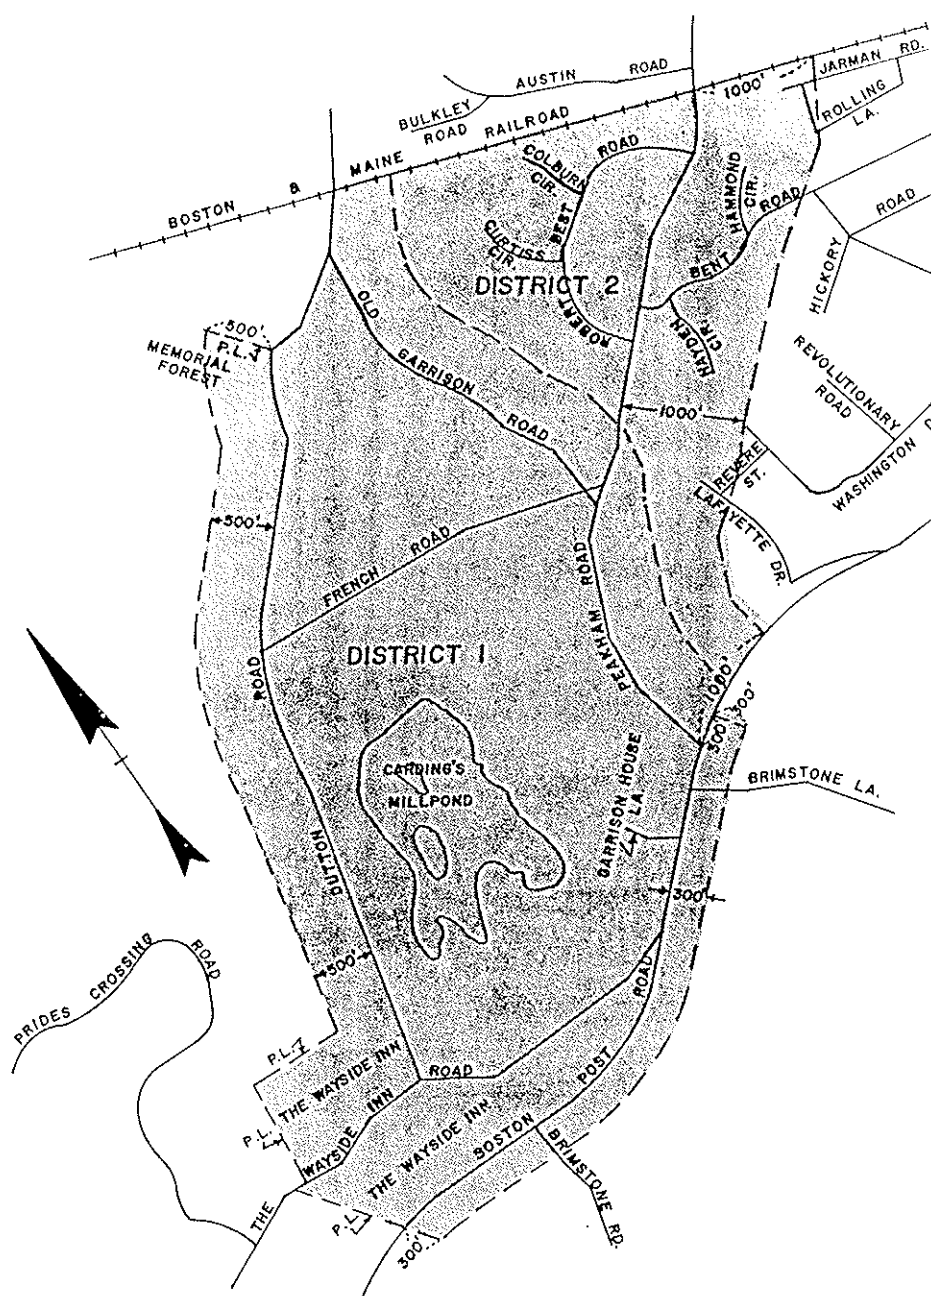 JARMAN RD.
AUSTIN ROAD
1000'
ROLLING
LA.
BULKLEY
ROAD
RAILROAD
BOSTON & MAINE
COLBURN
CIR.
ROAD
HAMMOND
CIR.
ROAD
ROAD
BEST
CURTISS
CIR.
BENT
HICKORY
DISTRICT 2
OLD
ROBERT
HAYDEN
CIR.
500'
P.L.
MEMORIAL
FOREST
GARRISON
REVOLUTIONARY
ROAD
1000'
ROAD
REVERE
ST.
WASHINGTON
LAFAYETTE DR.
500'
FRENCH ROAD
PEAKHAM ROAD
DISTRICT 1
ROAD
1000'
300'
500'
CARDING'S
MILLPOND
BRIMSTONE LA.
GARRISON HOUSE
LA.
DUTTON
300'
PRIDES CROSSING
ROAD
500'
ROAD
P.L.
THE WAYSIDE INN
ROAD
POST
P.L.
WAYSIDE INN
THE WAYSIDE INN
BOSTON
BRIMSTONE RD.
THE
P.L.
300'